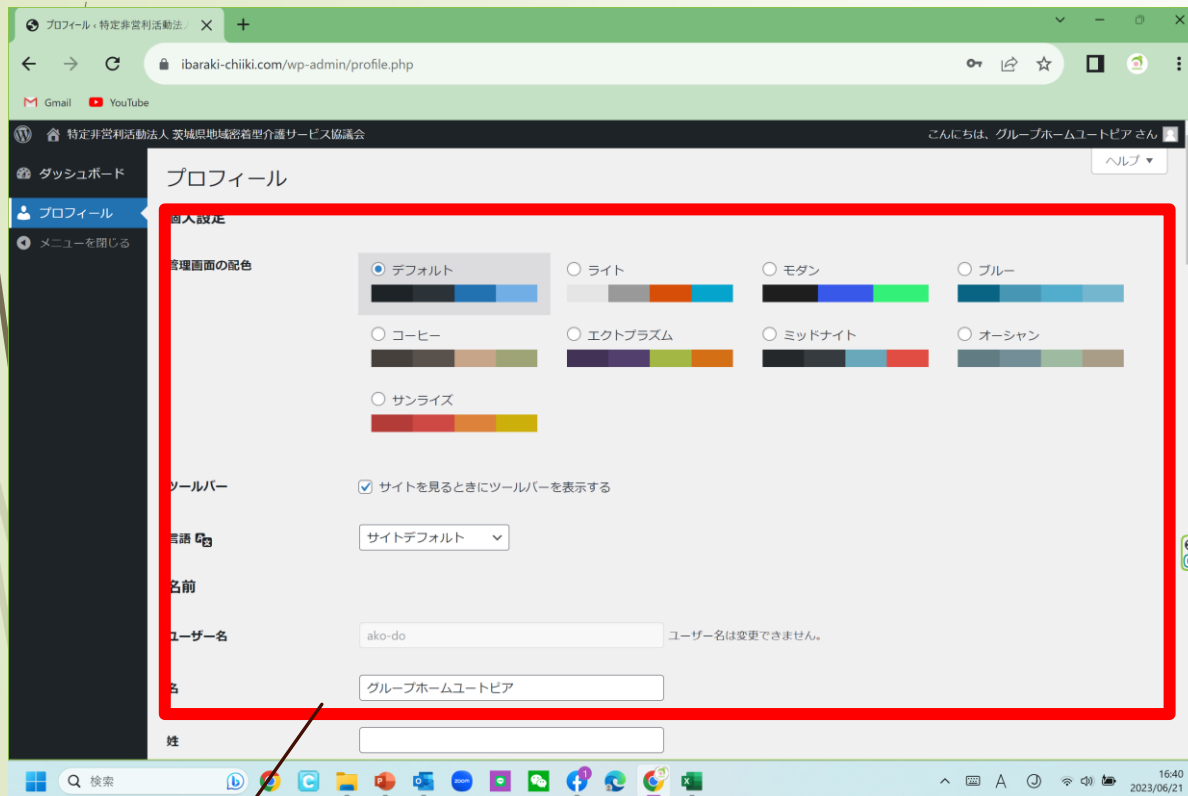 プロフィール ‹ 特定非営利活動法
ibaraki-chiiki.com/wp-admin/profile.php
Gmail YouTube
特定非営利活動法人 茨城県地域密着型介護サービス協議会 こんにちは、グループホームユートピア さん
ダッシュボード
プロフィール
メニューを閉じる
プロフィール
ヘルプ
個人設定
管理画面の配色
デフォルト ライト モダン ブルー
コーヒー エクトプラズム ミッドナイト オーシャン
サンライズ
ツールバー サイトを見るときにツールバーを表示する
言語 サイトデフォルト
名前
ユーザー名 ako-do ユーザー名は変更できません。
名 グループホームユートピア
姓
検索
zoom
1
A
16:40
2023/06/21